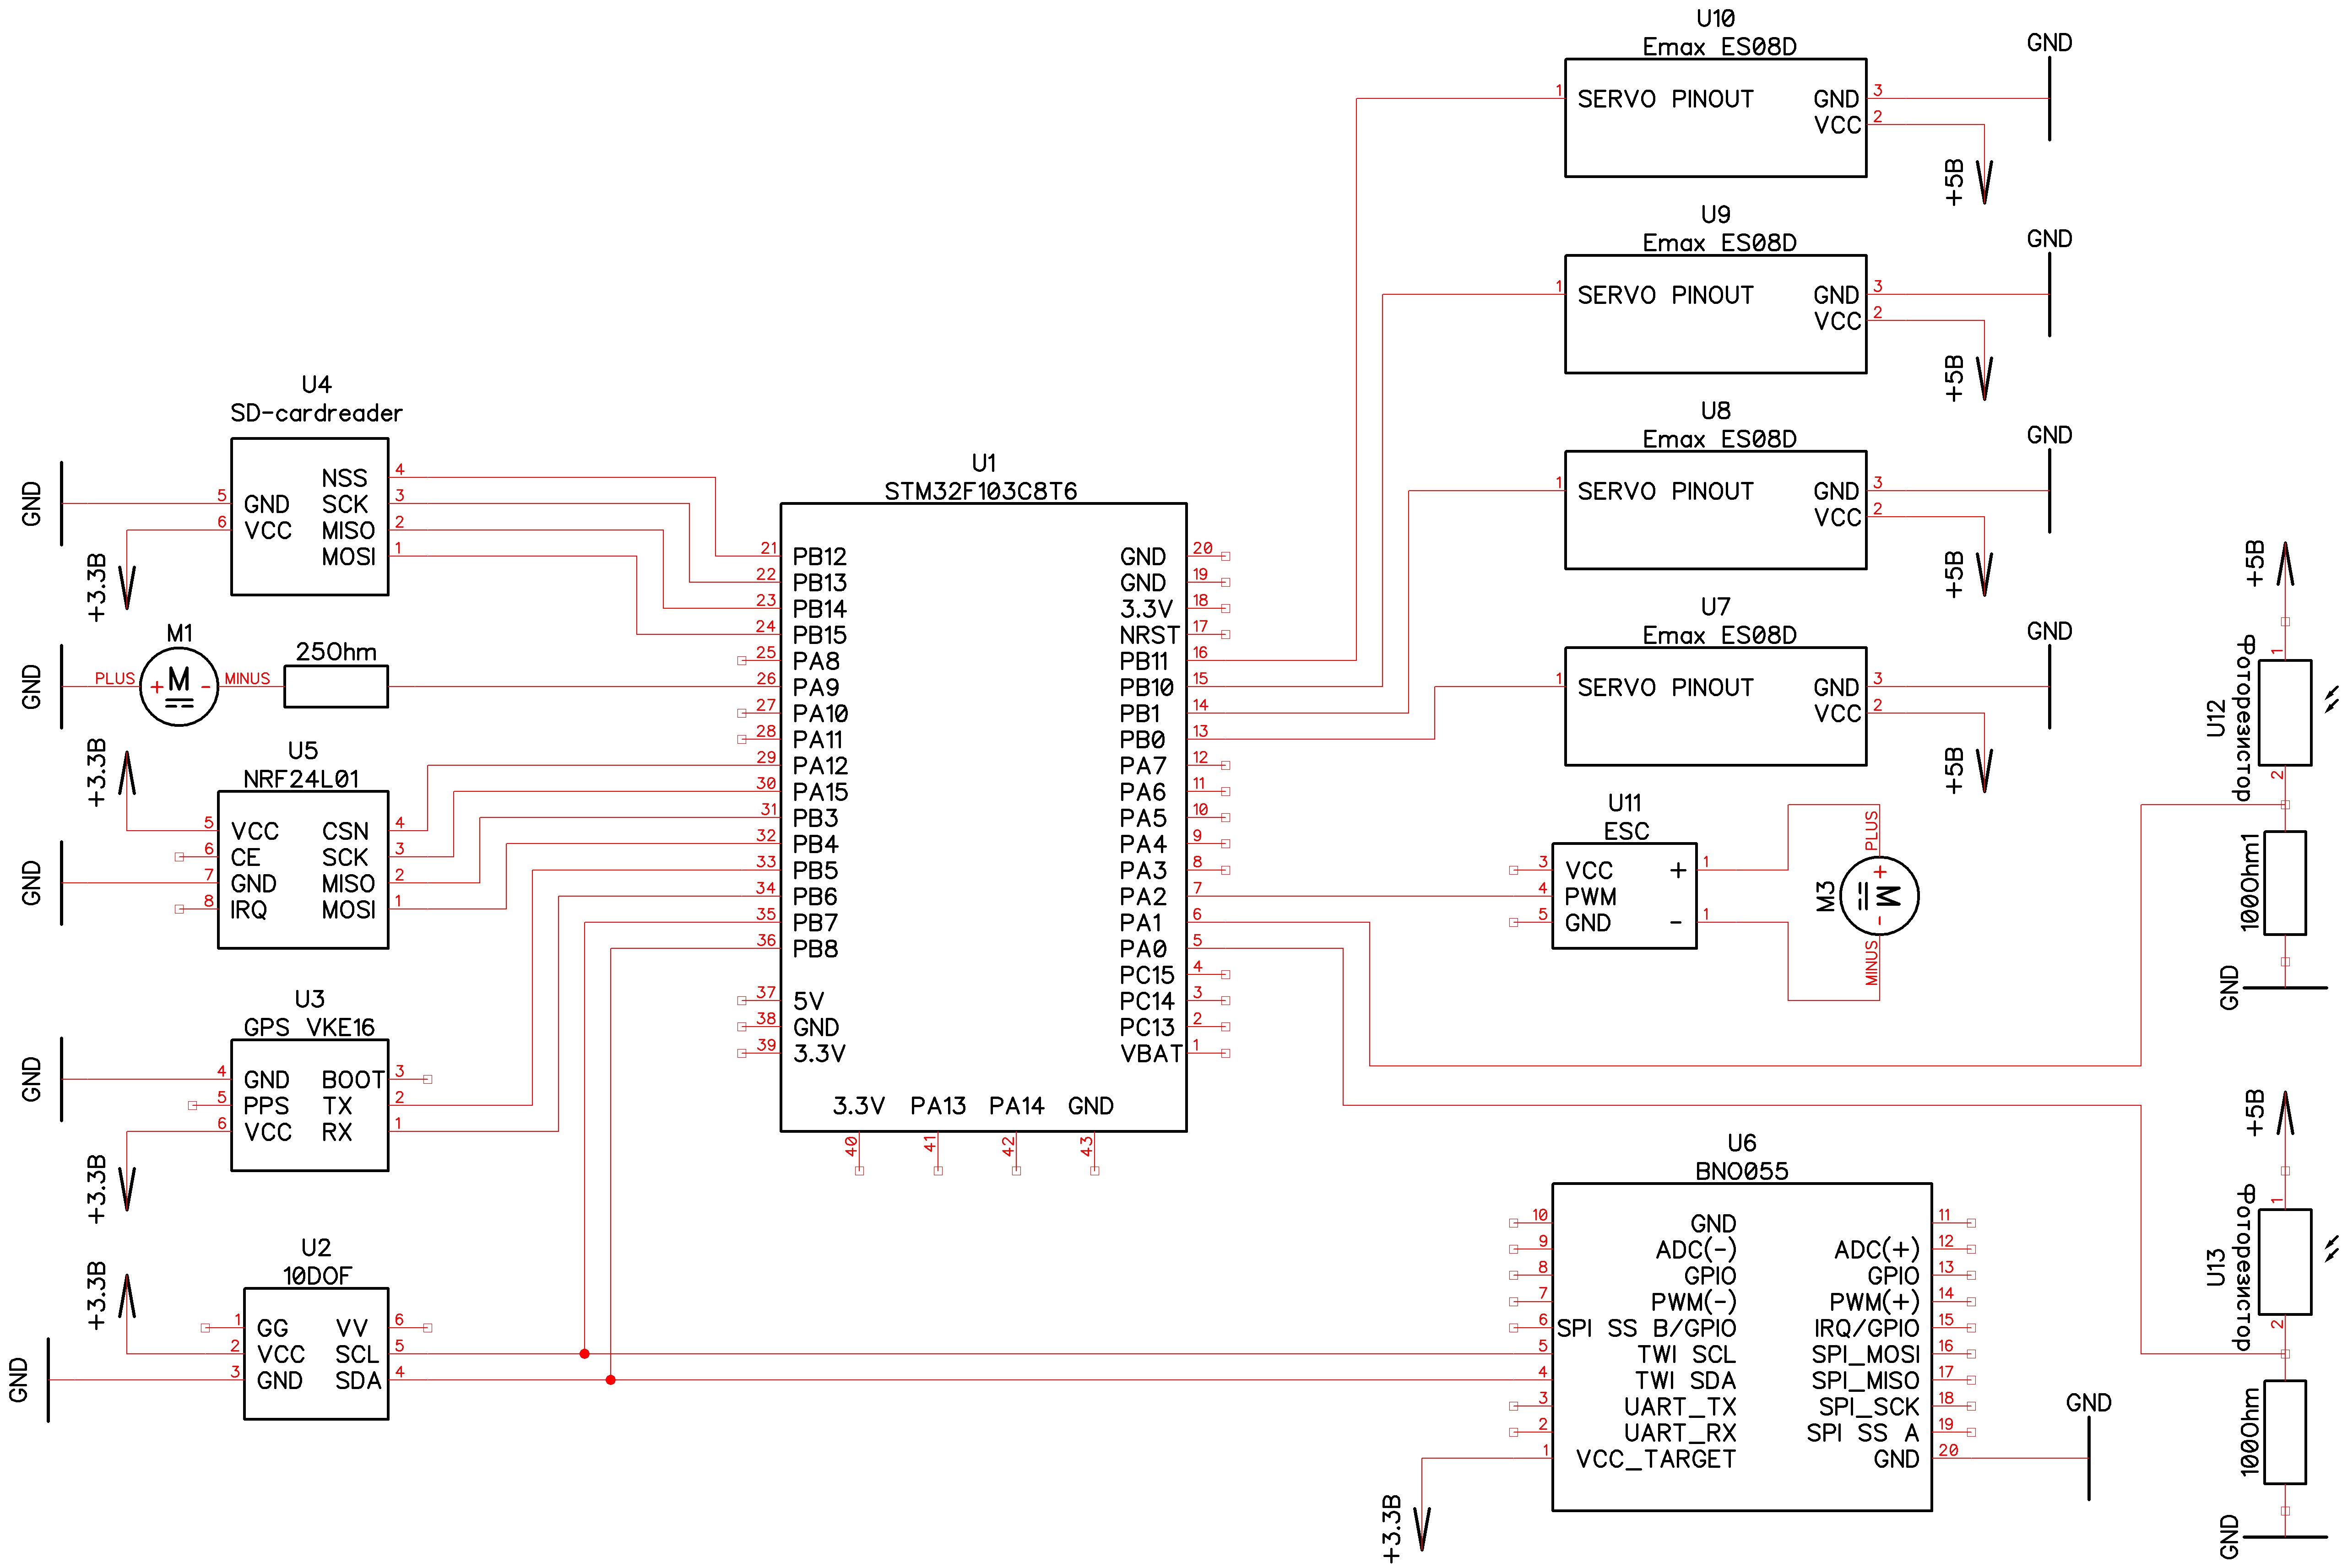 U10
Emax ES08D
1 SERVO PINOUT GND 3
VCC 2
GND
+5В
U9
Emax ES08D
1 SERVO PINOUT GND 3
VCC 2
GND
+5В
U8
Emax ES08D
1 SERVO PINOUT GND 3
VCC 2
GND
+5В
U7
Emax ES08D
1 SERVO PINOUT GND 3
VCC 2
GND
+5В
U4
SD-cardreader
NSS 4
5 GND SCK 3
6 VCC MISO 2
MOSI 1
GND
+3.3В
M1
PLUS + M - MINUS
25Ohm
GND
U5
NRF24L01
5 VCC CSN 4
6 CE SCK 3
7 GND MISO 2
8 IRQ MOSI 1
+3.3В
GND
U3
GPS VKE16
4 GND BOOT 3
5 PPS TX 2
6 VCC RX 1
GND
+3.3В
U2
10DOF
1 GG VV 6
2 VCC SCL 5
3 GND SDA 4
+3.3В
GND
U1
STM32F103C8T6
21 PB12 GND 20
22 PB13 GND 19
23 PB14 3.3V 18
24 PB15 NRST 17
25 PA8 PB11 16
26 PA9 PB10 15
27 PA10 PB1 14
28 PA11 PB0 13
29 PA12 PA7 12
30 PA15 PA6 11
31 PB3 PA5 10
32 PB4 PA4 9
33 PB5 PA3 8
34 PB6 PA2 7
35 PB7 PA1 6
36 PB8 PA0 5
PC15 4
37 5V PC14 3
38 GND PC13 2
39 3.3V VBAT 1
3.3V PA13 PA14 GND
40 41 42 43
U11
ESC
3 VCC + 1
4 PWM
5 GND - 1
PLUS
M3 + M -
MINUS
U6
BNO055
10 GND 11
9 ADC(-) ADC(+) 12
8 GPIO GPIO 13
7 PWM(-) PWM(+) 14
6 SPI SS B/GPIO IRQ/GPIO 15
5 TWI SCL SPI_MOSI 16
4 TWI SDA SPI_MISO 17
3 UART_TX SPI_SCK 18
2 UART_RX SPI SS A 19
1 VCC_TARGET GND 20
+3.3В
GND
+5В
1
U12
Фоторезистор
2
100Ohm1
GND
+5В
1
U13
Фоторезистор
2
100Ohm
GND